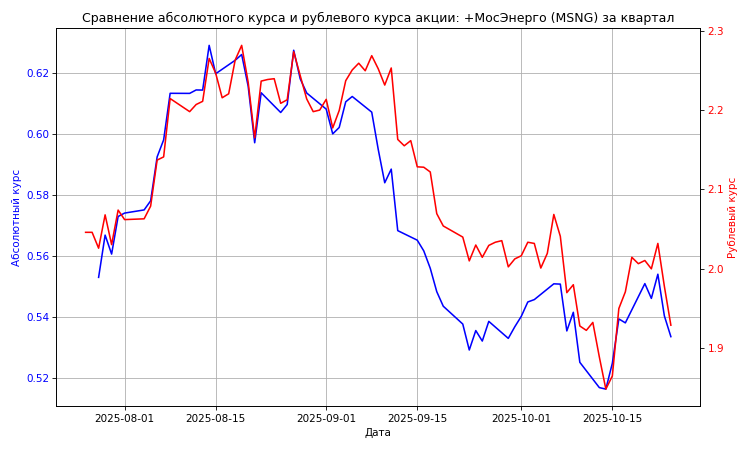 Сравнение абсолютного курса и рублевого курса акции: +МосЭнерго (MSNG) за квартал
2.3
0.62
2.2
0.60
Абсолютный курс
0.58
2.1
Рублевый курс
0.56
2.0
0.54
1.9
0.52
2025-08-01 2025-08-15 2025-09-01 2025-09-15 2025-10-01 2025-10-15
Дата